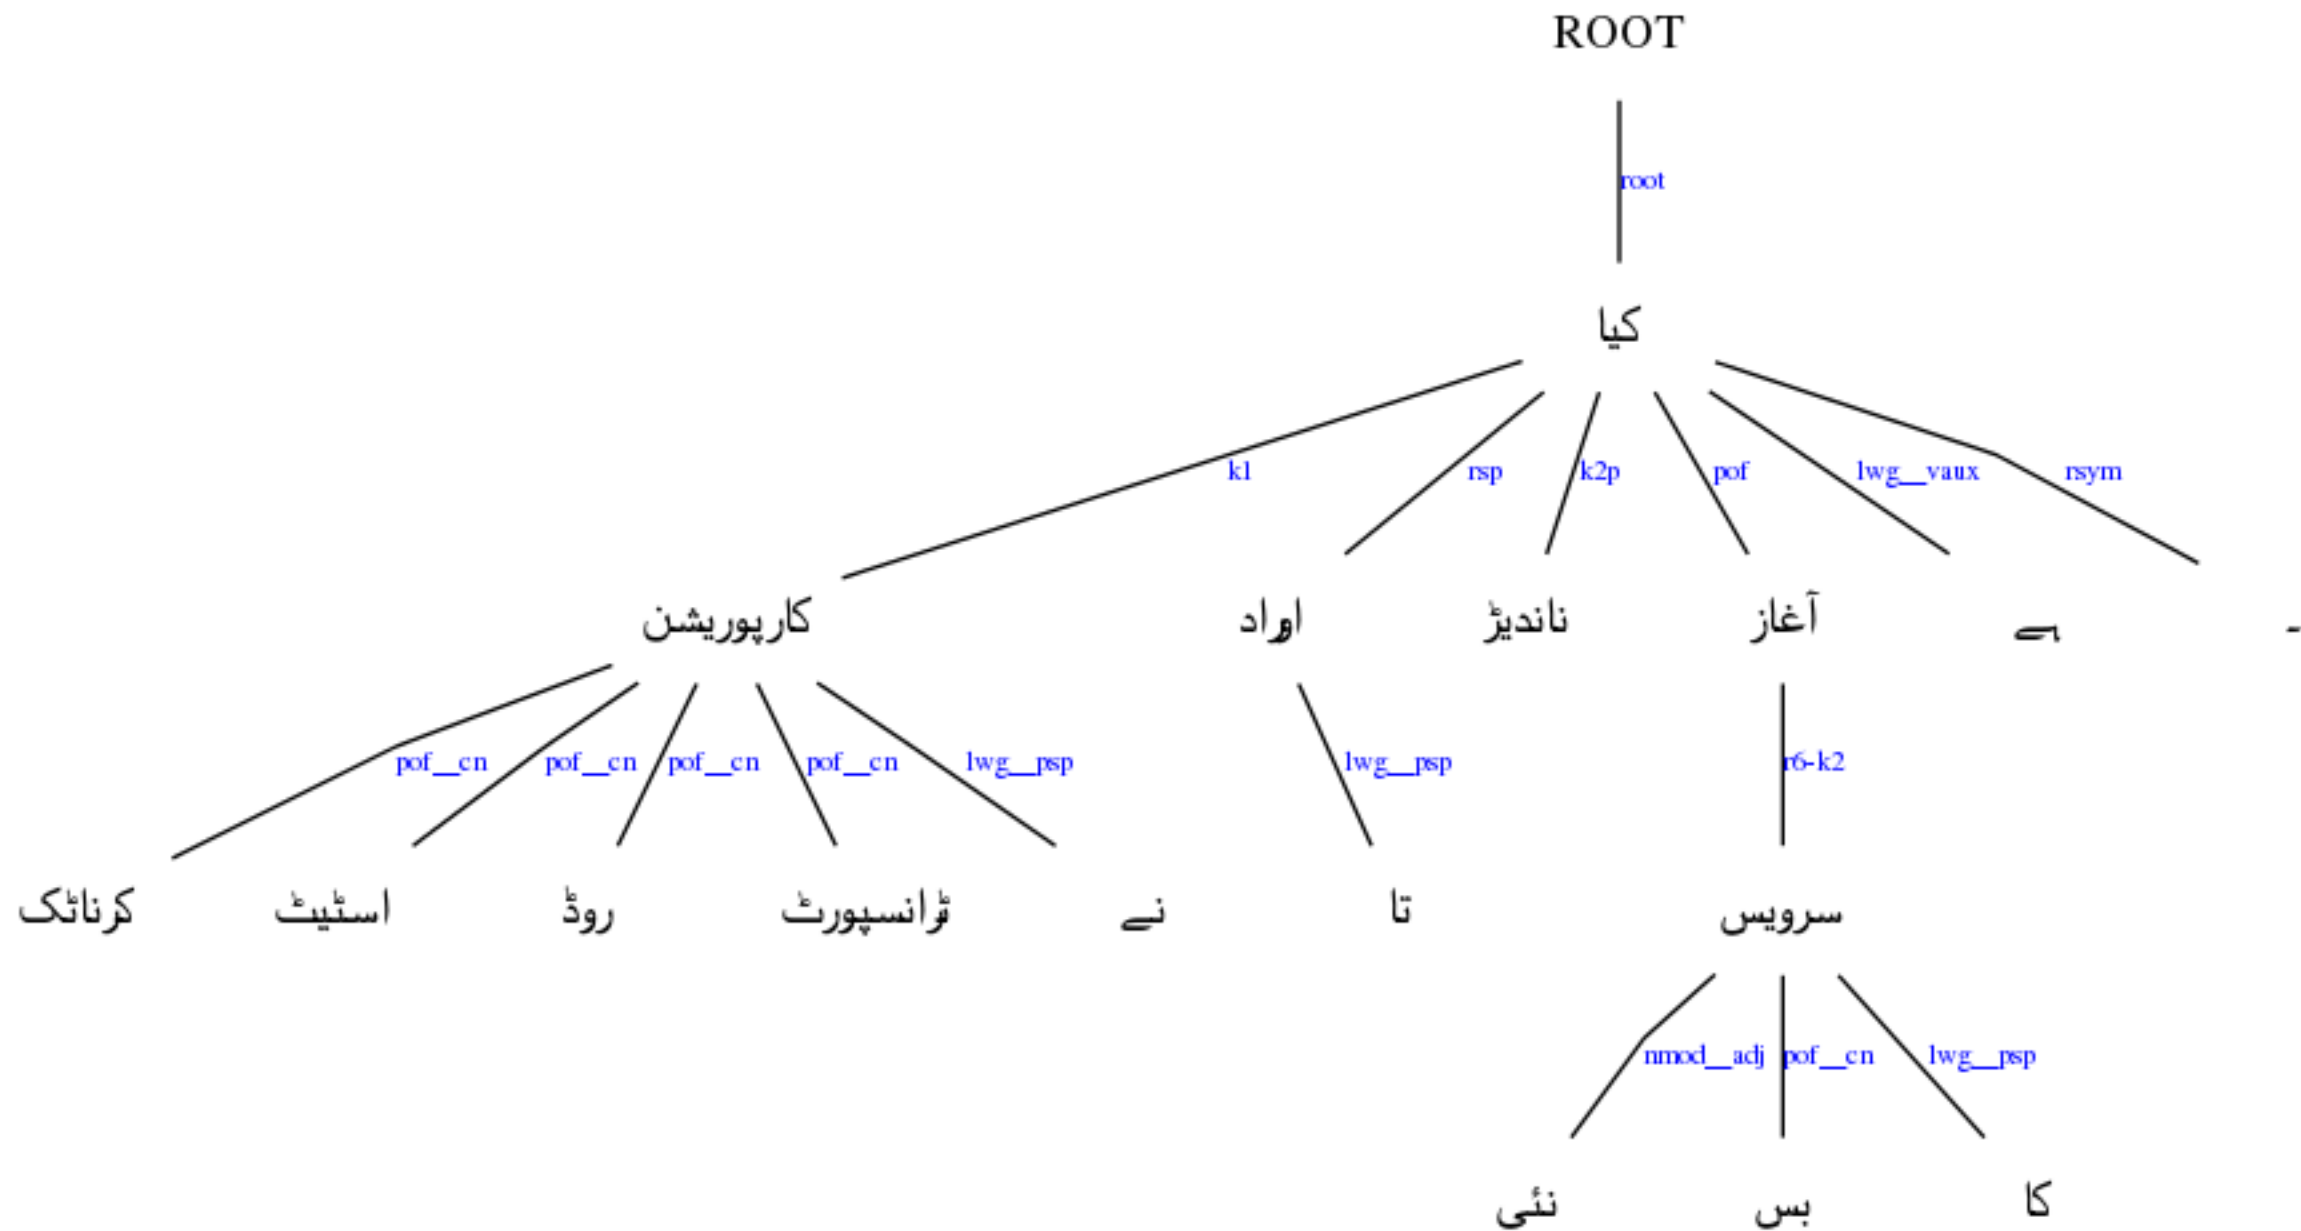 ROOT
root
کیا
k1 rsp k2p pof lwg__vaux rsym
کارپوریشن اوراد ناندیڑ آغاز ہے ۔
pof__cn pof__cn pof__cn pof__cn lwg__psp lwg__psp r6-k2
کرناٹک اسٹیٹ روڈ ٹرانسپورٹ نے تا سرویس
nmod__adj pof__cn lwg__psp
نئی بس کا